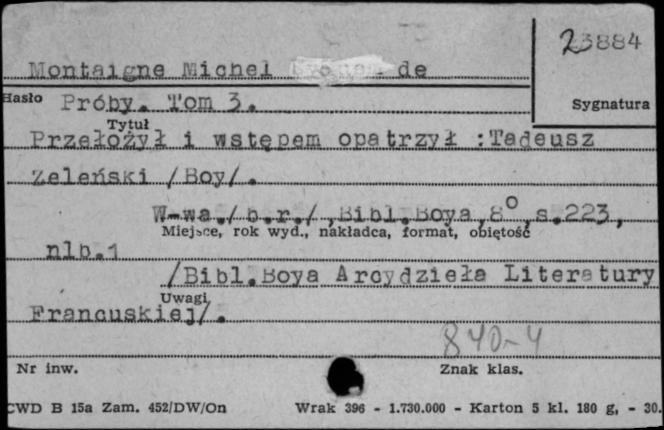 23884
Montaigne Michel de
Hasło Próby. Tom 3.
Sygnatura
Tytuł
Przełożył i wstępem opatrzył :Tadeusz
Zeleński /Boy/.
W-wa,/ b.r./,Bibl.Boya,8°,s.223,
Miejsce, rok wyd., nakładca, format, objętość
nlb.1
/Bibl.Boya Arcydzieła Literatury
Uwagi
Francuskiej/.
840-4
Nr inw.
Znak klas.
CWD B 15a Zam. 452/DW/On Wrak 396 - 1.730.000 - Karton 5 kl. 180 g, - 30.